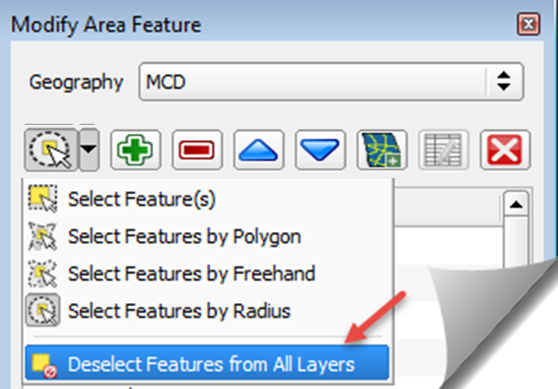 Modify Area Feature
Geography MCD
Select Feature(s)
Select Features by Polygon
Select Features by Freehand
Select Features by Radius
Deselect Features from All Layers